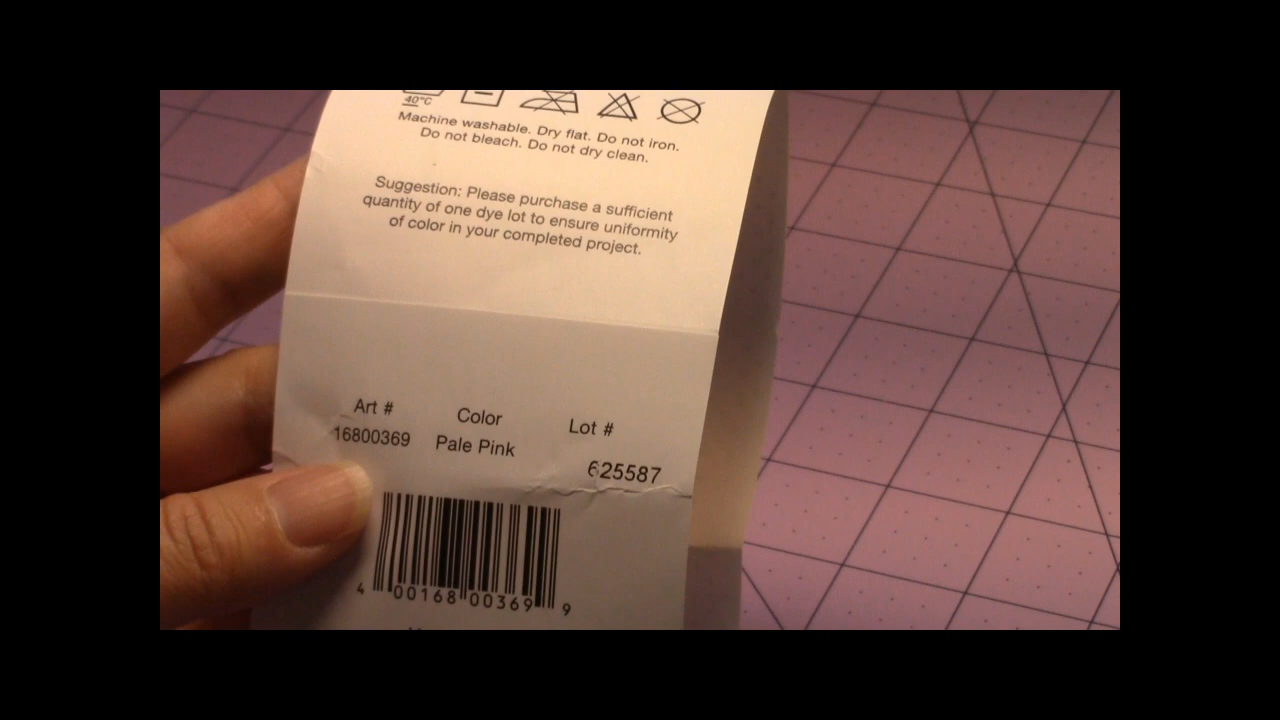 40°C
Machine washable. Dry flat. Do not iron.
Do not bleach. Do not dry clean.
Suggestion: Please purchase a sufficient
quantity of one dye lot to ensure uniformity
of color in your completed project.
Art # Color Lot #
16800369 Pale Pink 625587
4 00168 00369 9